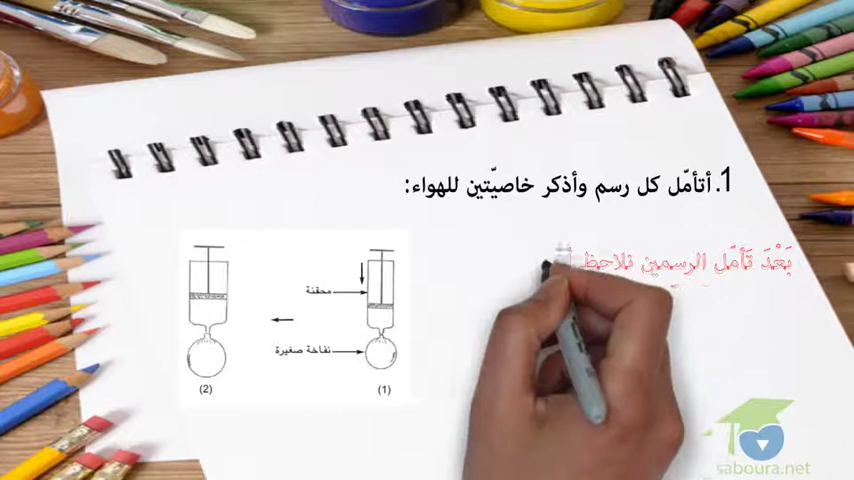 1. أتأمّل كل رسم وأذكر خاصيّتين للهواء:
بَعْدَ تَأمّل الرسمين نلاحظ
محقنة
نفاخة صغيرة
(1)
(2)
saboura.net